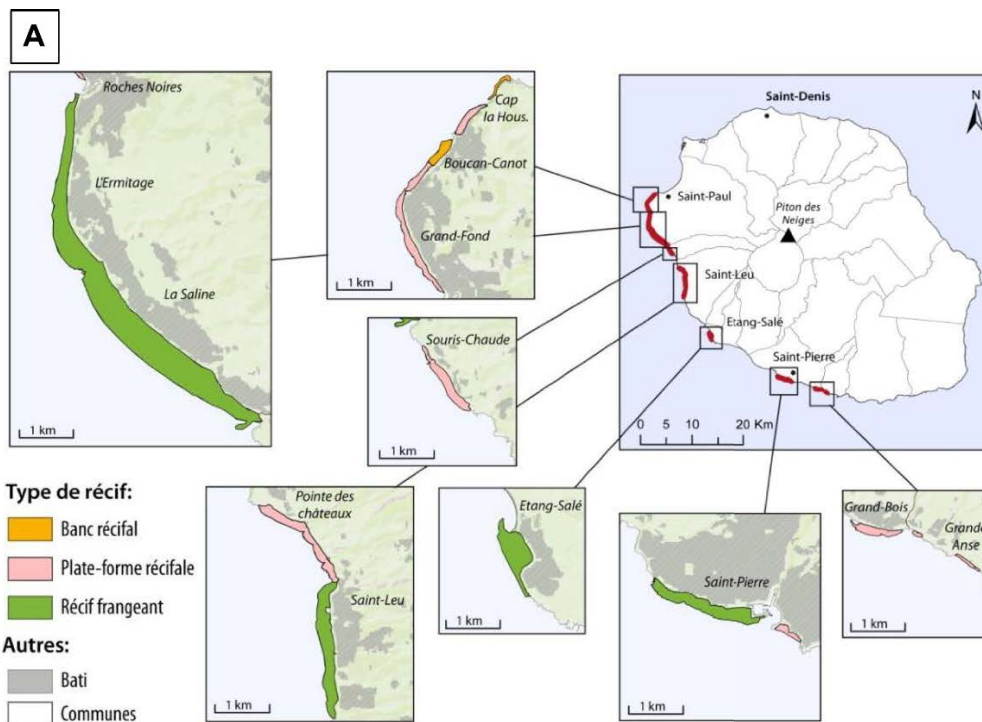 A
Roches Noires
L'Ermitage
La Saline
1 km
Cap
la Hous.
Boucan-Canot
Grand-Fond
1 km
N
Saint-Denis
Saint-Paul
Piton des
Neiges
Saint-Leu
Etang-Salé
Saint-Pierre
0 5 10 20 Km
Souris-Chaude
1 km
Type de récif:
Banc récifal
Plate-forme récifale
Récif frangeant
Autres:
Bati
Communes
Pointe des
châteaux
Saint-Leu
1 km
Etang-Salé
1 km
Saint-Pierre
1 km
Grand-Bois
Grande
Anse
1 km